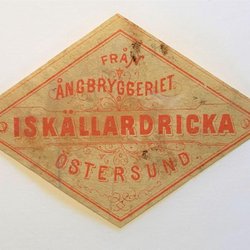 FRÅN
ÅNGBRYGGERIET
ISKÄLLARDRICKA
ÖSTERSUND.